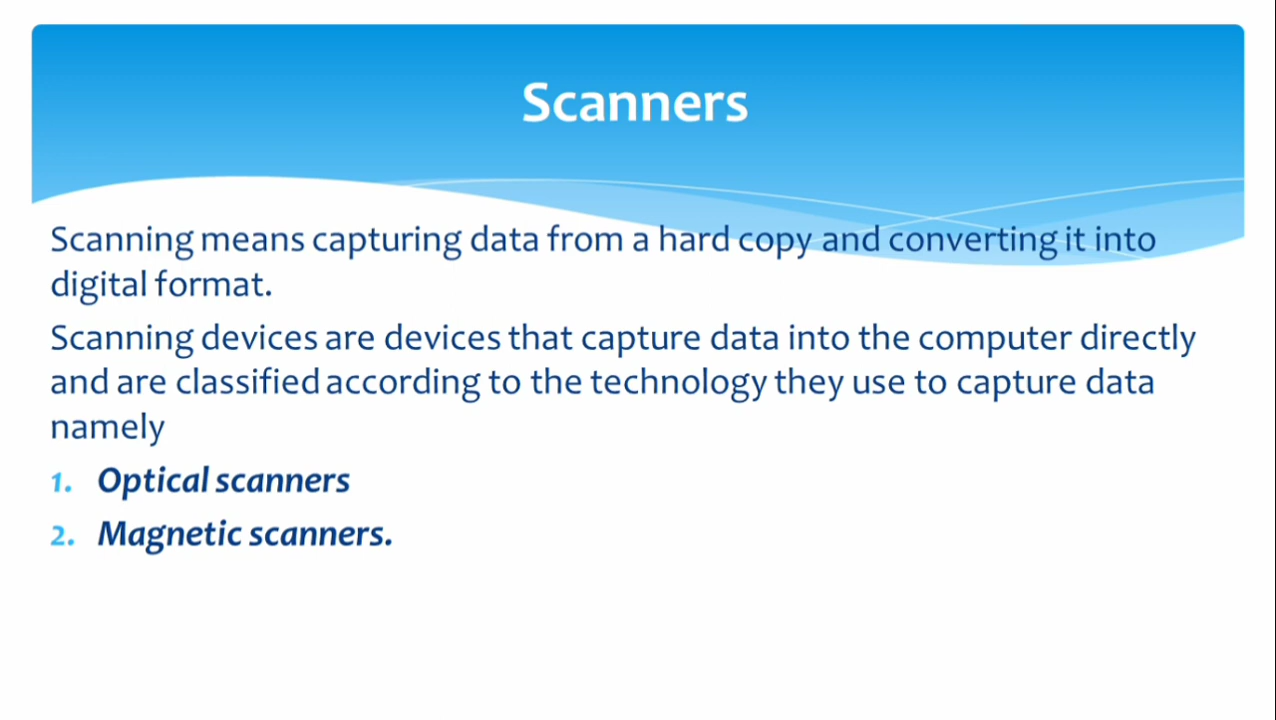 Scanners
Scanning means capturing data from a hard copy and converting it into
digital format.
Scanning devices are devices that capture data into the computer directly
and are classified according to the technology they use to capture data
namely
1. Optical scanners
2. Magnetic scanners.